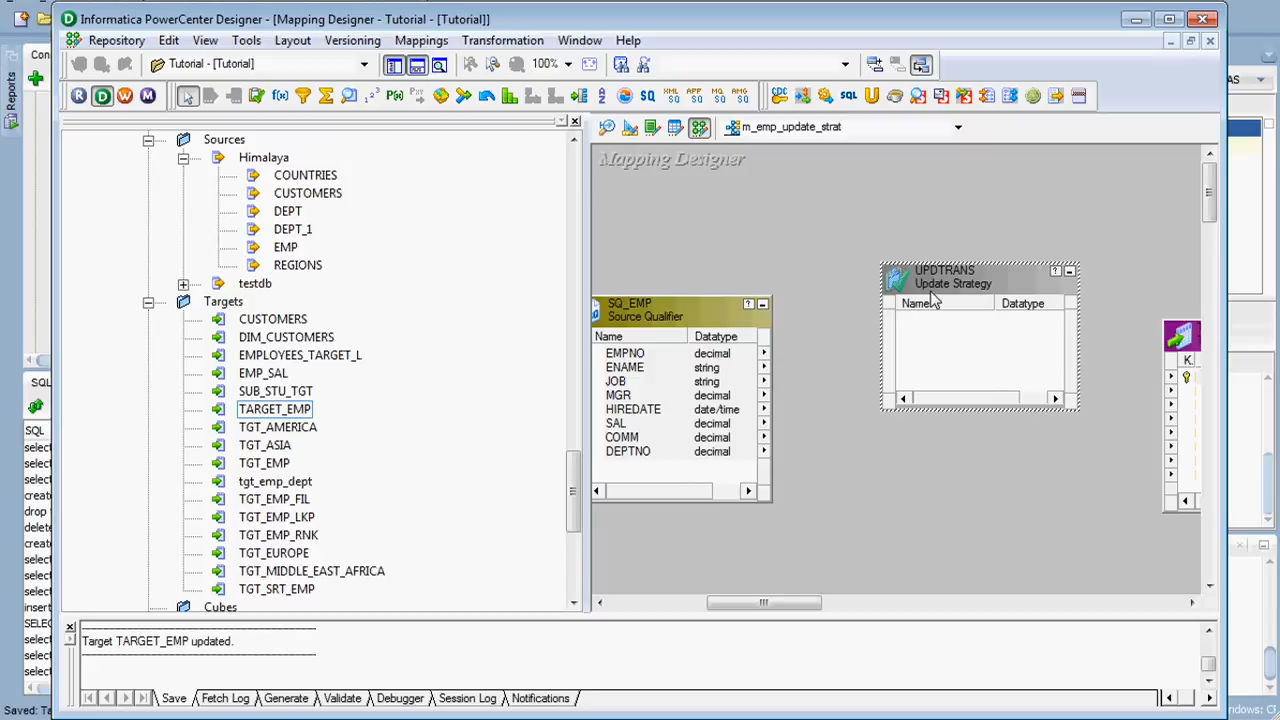 Informatica PowerCenter Designer - [Mapping Designer - Tutorial - [Tutorial]]
Repository Edit View Tools Layout Versioning Mappings Transformation Window Help
Tutorial - [Tutorial]
100%
m_emp_update_strat
Reports
Mapping Designer
Sources
Himalaya
COUNTRIES
CUSTOMERS
DEPT
DEPT_1
EMP
REGIONS
testdb
Targets
CUSTOMERS
DIM_CUSTOMERS
EMPLOYEES_TARGET_L
EMP_SAL
SUB_STU_TGT
TARGET_EMP
TGT_AMERICA
TGT_ASIA
TGT_EMP
tgt_emp_dept
TGT_EMP_FIL
TGT_EMP_LKP
TGT_EMP_RNK
TGT_EUROPE
TGT_MIDDLE_EAST_AFRICA
TGT_SRT_EMP
Cubes
SQ_EMP
Source Qualifier
Name Datatype
EMPNO decimal
ENAME string
JOB string
MGR decimal
HIREDATE date/time
SAL decimal
COMM decimal
DEPTNO decimal
UPDTRANS
Update Strategy
Name Datatype
K.
Target TARGET_EMP updated.
Save Fetch Log Generate Validate Debugger Session Log Notifications